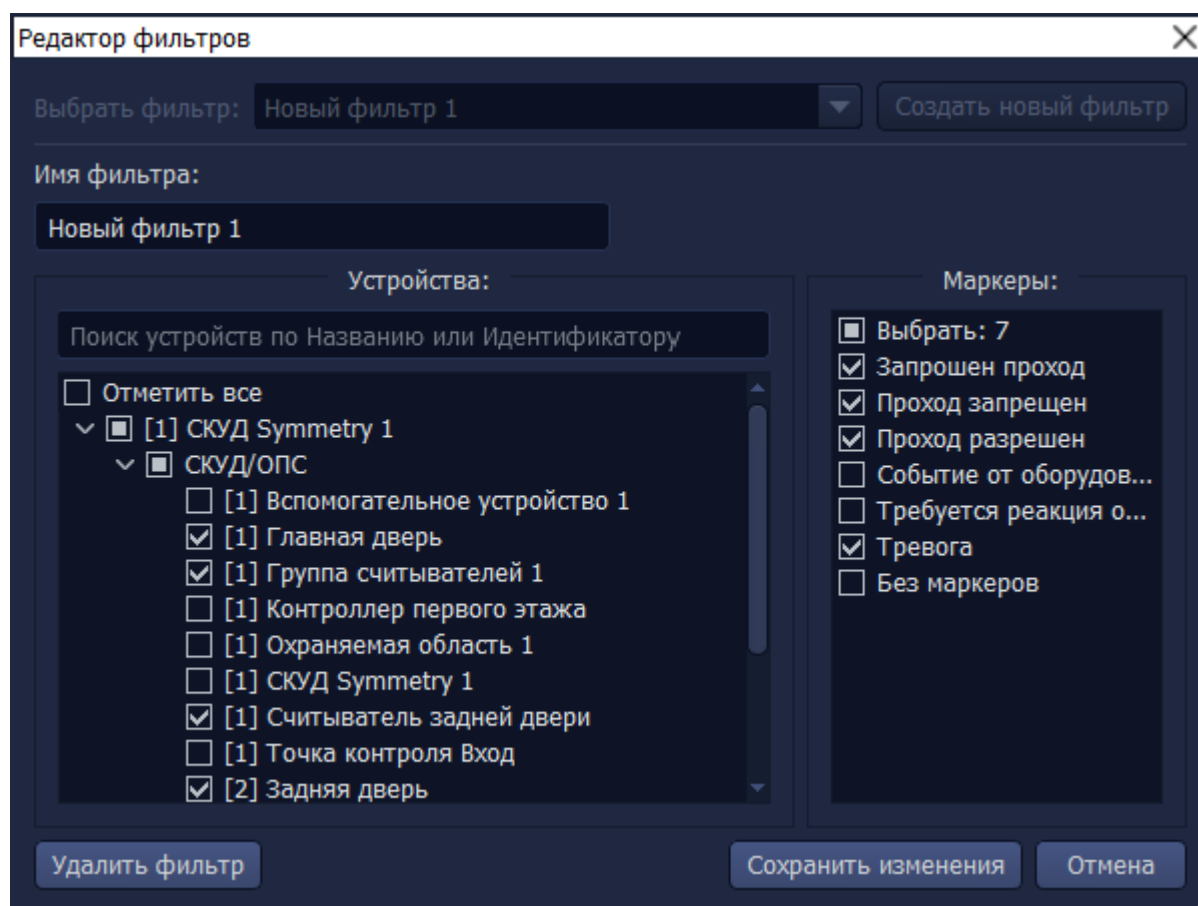 Редактор фильтров
Выбрать фильтр: Новый фильтр 1 Создать новый фильтр
Имя фильтра:
Новый фильтр 1
Устройства:
Поиск устройств по Названию или Идентификатору
Отметить все
[1] СКУД Symmetry 1
СКУД/ОПС
[1] Вспомогательное устройство 1
[1] Главная дверь
[1] Группа считывателей 1
[1] Контроллер первого этажа
[1] Охраняемая область 1
[1] СКУД Symmetry 1
[1] Считыватель задней двери
[1] Точка контроля Вход
[2] Задняя дверь
Маркеры:
Выбрать: 7
Запрошен проход
Проход запрещен
Проход разрешен
Событие от оборудов...
Требуется реакция о...
Тревога
Без маркеров
Удалить фильтр Сохранить изменения Отмена